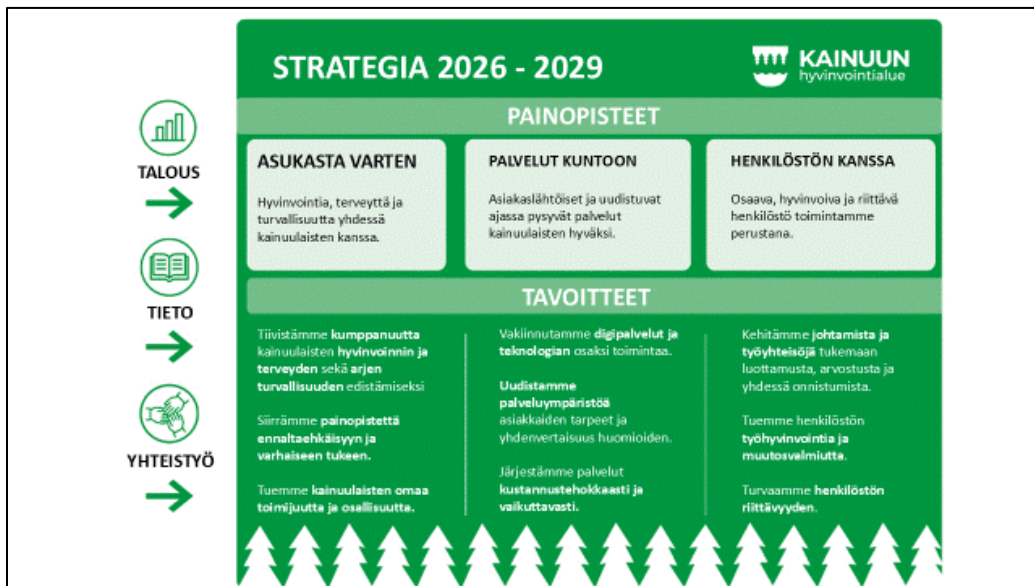 STRATEGIA 2026 - 2029
KAINUUN
hyvinvointialue
PAINOPISTEET
TALOUS
TIETO
YHTEISTYÖ
ASUKASTA VARTEN
Hyvinvointia, terveyttä ja
turvallisuutta yhdessä
kainuulaisten kanssa.
PALVELUT KUNTOON
Asiakaslähtöiset ja uudistuvat
ajassa pysyvät palvelut
kainuulaisten hyväksi.
HENKILÖSTÖN KANSSA
Osaava, hyvinvoiva ja riittävä
henkilöstö toimintamme
perustana.
TAVOITTEET
Tiivistämme kumppanuutta
kainuulaisten hyvinvoinnin ja
terveyden sekä arjen
turvallisuuden edistämiseksi
Siirrämme painopistettä
ennaltaehkäisyyn ja
varhaiseen tukeen.
Tuemme kainuulaisten omaa
toimijuutta ja osallisuutta.
Vakiinnutamme digipalvelut ja
teknologian osaksi toimintaa.
Uudistamme
palveluympäristöä
asiakkaiden tarpeet ja
yhdenvertaisuus huomioiden.
Järjestämme palvelut
kustannustehokkaasti ja
vaikuttavasti.
Kehitämme johtamista ja
työyhteisöjä tukemaan
luottamusta, arvostusta ja
yhdessä onnistumista.
Tuemme henkilöstön
työhyvinvointia ja
muutosvalmiutta.
Turvaamme henkilöstön
riittävyyden.